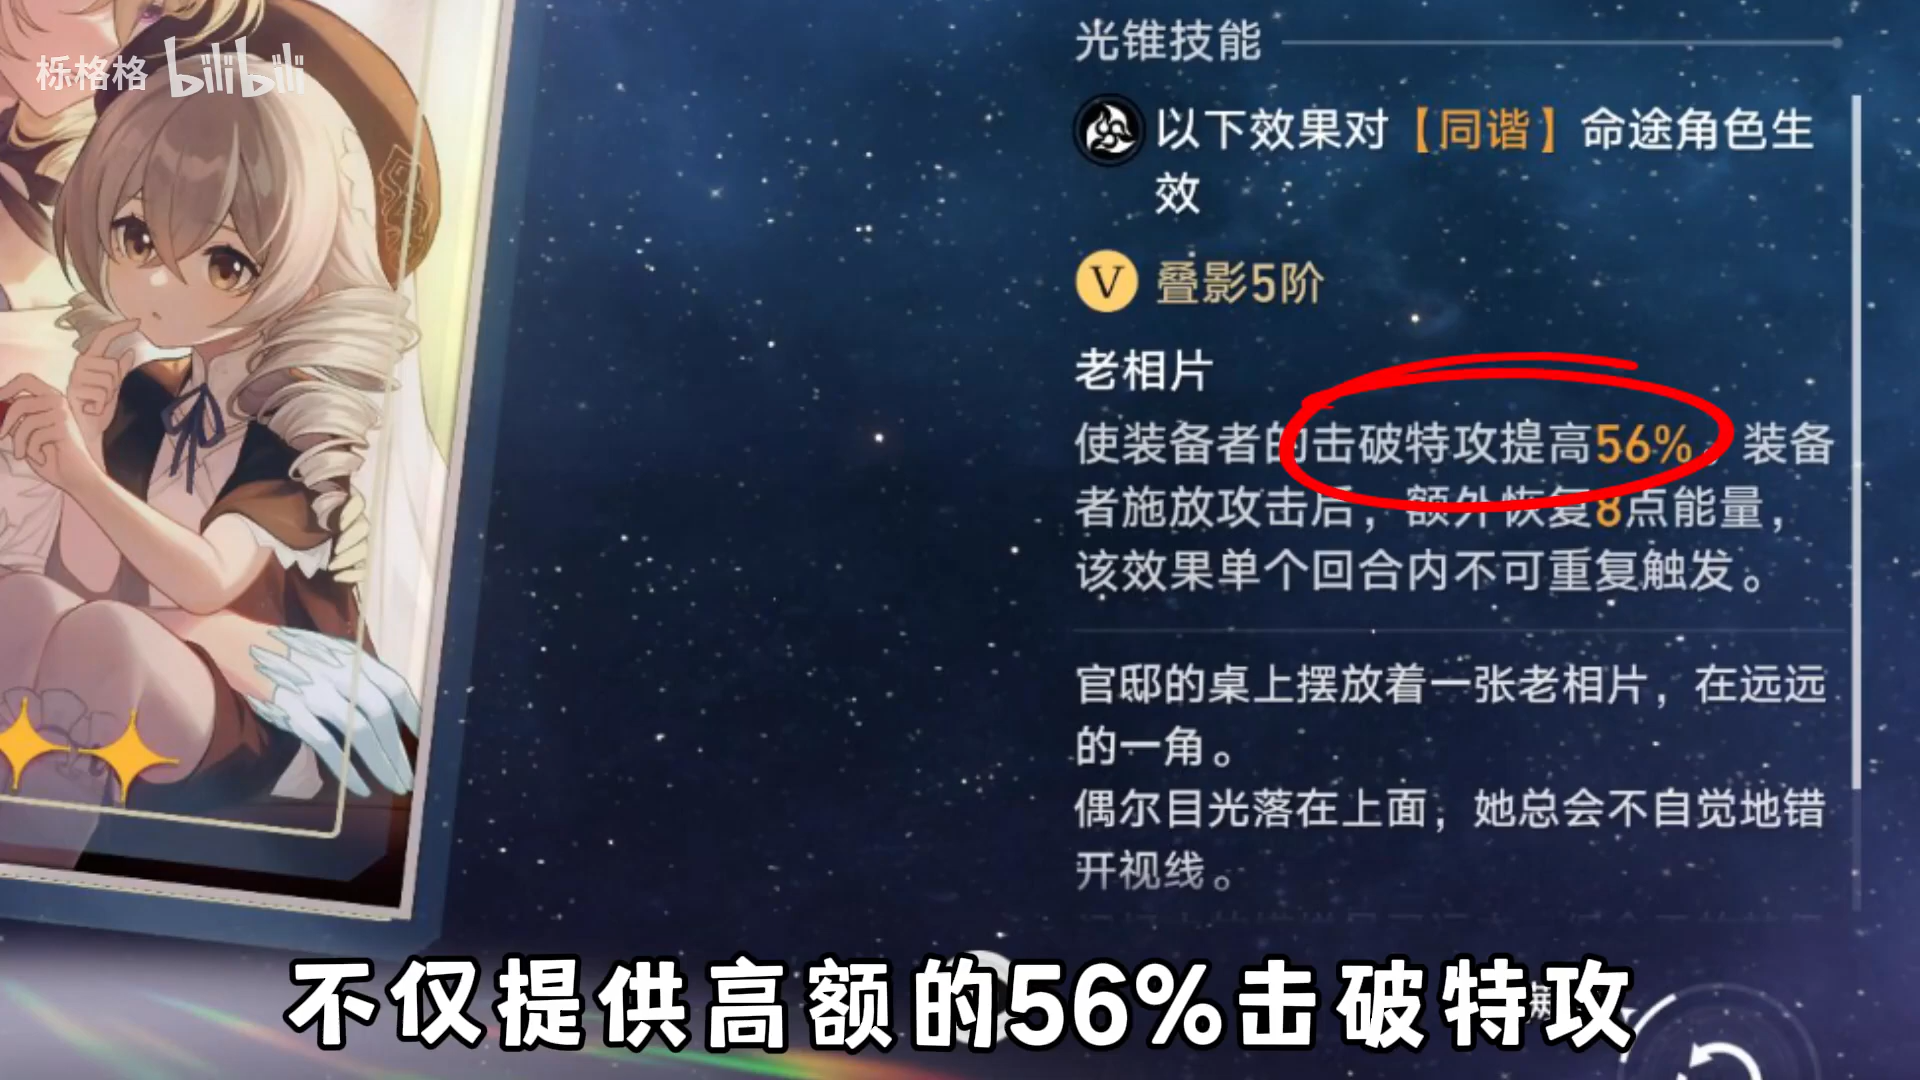 栎格格 bilibili
光锥技能
以下效果对【同谐】命途角色生
效
V 叠影5阶
老相片
使装备者的击破特攻提高56%。装备
者施放攻击后，额外恢复8点能量，
该效果单个回合内不可重复触发。
官邸的桌上摆放着一张老相片，在远远
的一角。
偶尔目光落在上面，她总会不自觉地错
开视线。
不仅提供高额的56%击破特攻